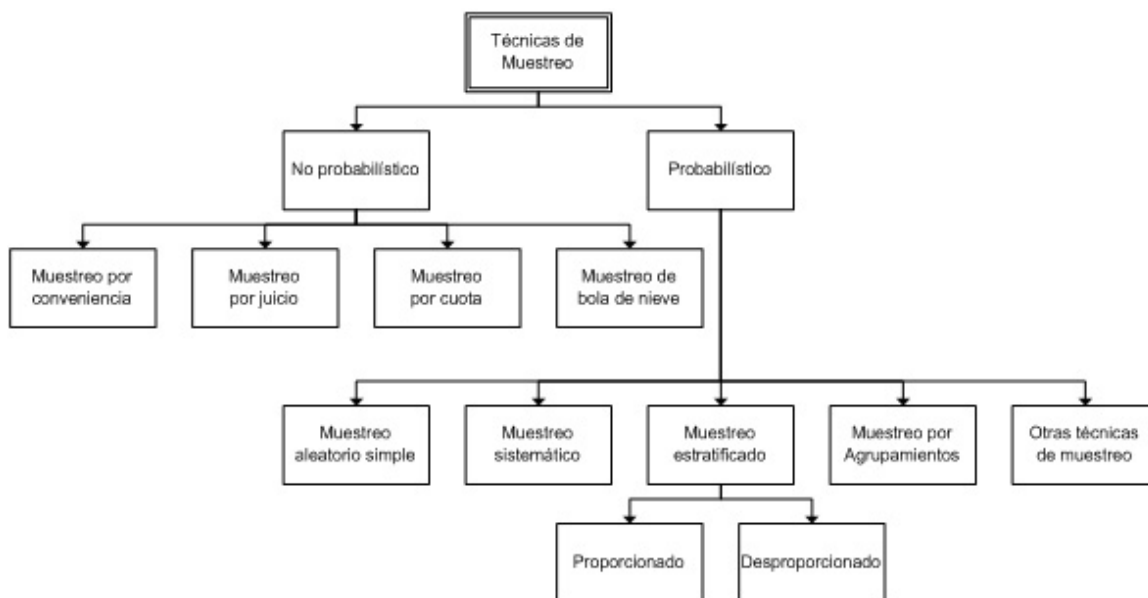 Técnicas de
Muestreo
No probabilístico
Probabilístico
Muestreo por
conveniencia
Muestreo
por juicio
Muestreo
por cuota
Muestreo de
bola de nieve
Muestreo
aleatorio simple
Muestreo
sistemático
Muestreo
estratificado
Muestreo por
Agrupamientos
Otras técnicas
de muestreo
Proporcionado
Desproporcionado